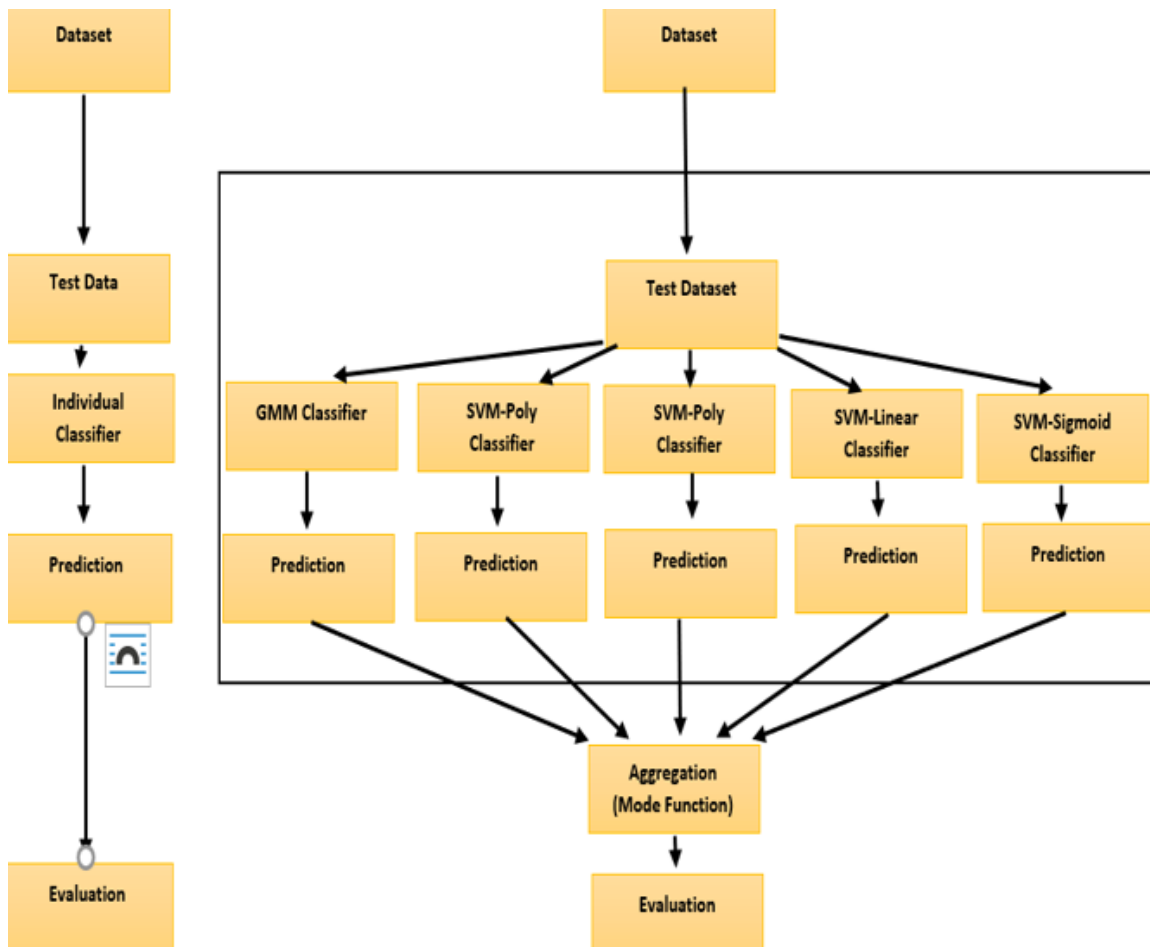 Dataset
Test Data
Individual
Classifier
Prediction
Evaluation
Dataset
Test Dataset
GMM Classifier
SVM-Poly
Classifier
SVM-Poly
Classifier
SVM-Linear
Classifier
SVM-Sigmoid
Classifier
Prediction
Prediction
Prediction
Prediction
Prediction
Aggregation
(Mode Function)
Evaluation